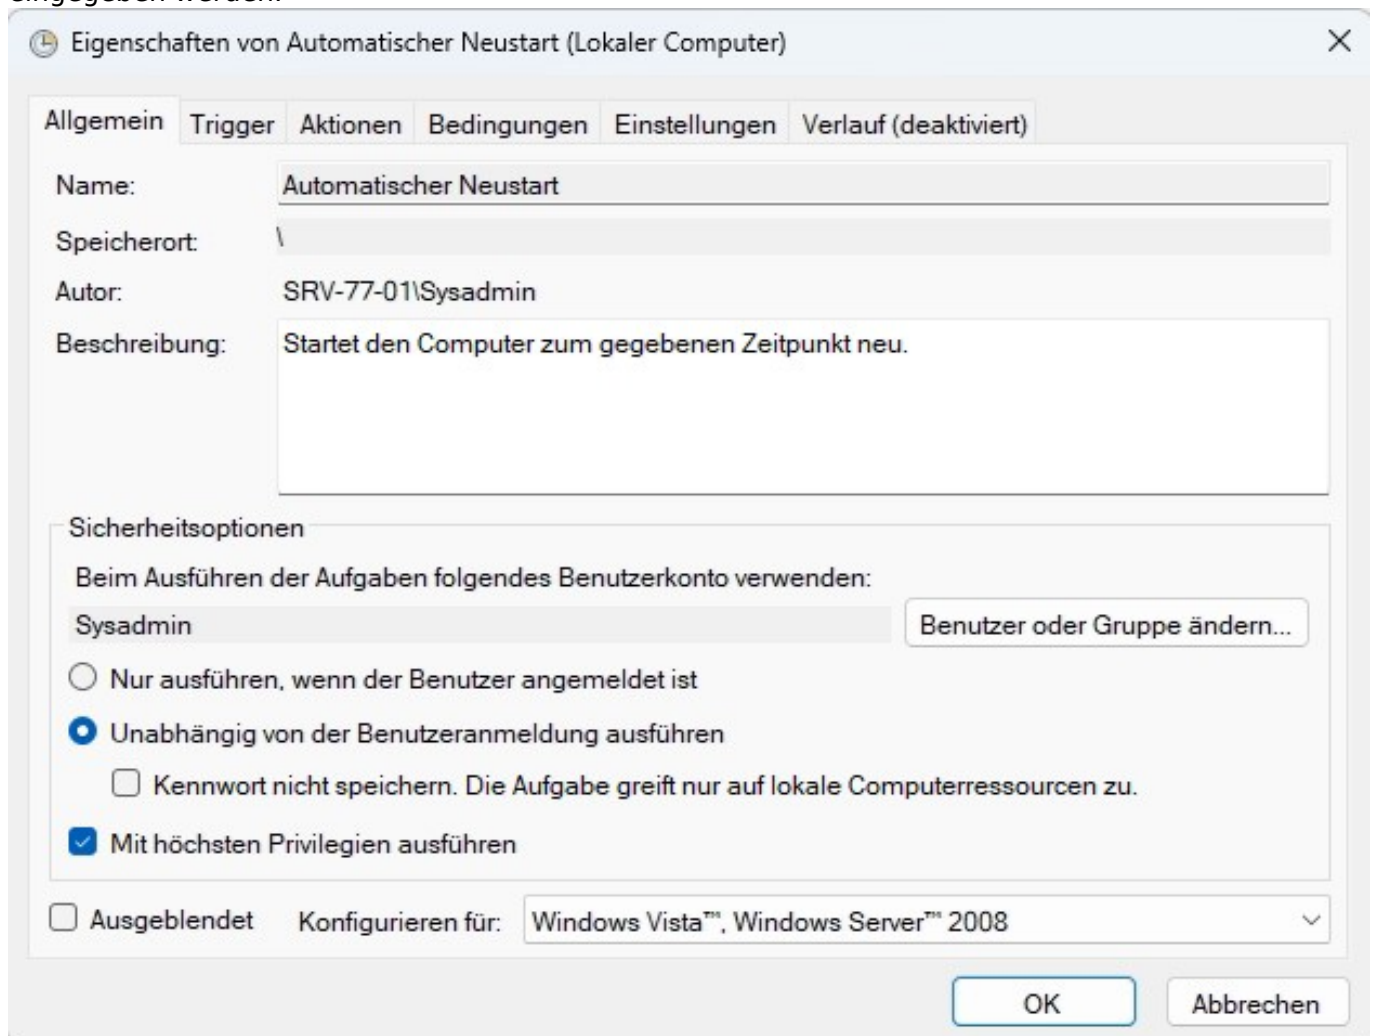 eingegeben werden.
Eigenschaften von Automatischer Neustart (Lokaler Computer)
Allgemein Trigger Aktionen Bedingungen Einstellungen Verlauf (deaktiviert)
Name: Automatischer Neustart
Speicherort: \
Autor: SRV-77-01\Sysadmin
Beschreibung: Startet den Computer zum gegebenen Zeitpunkt neu.
Sicherheitsoptionen
Beim Ausführen der Aufgaben folgendes Benutzerkonto verwenden:
Sysadmin Benutzer oder Gruppe ändern...
Nur ausführen, wenn der Benutzer angemeldet ist
Unabhängig von der Benutzeranmeldung ausführen
Kennwort nicht speichern. Die Aufgabe greift nur auf lokale Computerressourcen zu.
Mit höchsten Privilegien ausführen
Ausgeblendet Konfigurieren für: Windows Vista™, Windows Server™ 2008
OK Abbrechen